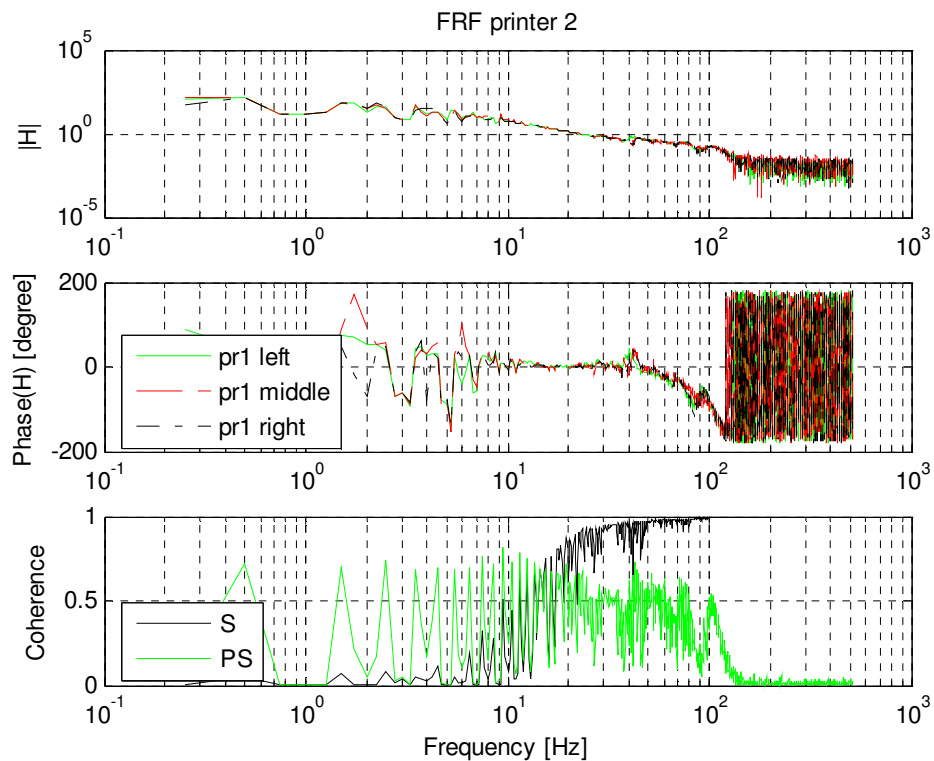 FRF printer 2
10^5
10^0
10^-5
|H|
10^-1 10^0 10^1 10^2 10^3
200
0
-200
Phase(H) [degree]
pr1 left
pr1 middle
pr1 right
10^-1 10^0 10^1 10^2 10^3
1
0.5
0
Coherence
S
PS
10^-1 10^0 10^1 10^2 10^3
Frequency [Hz]